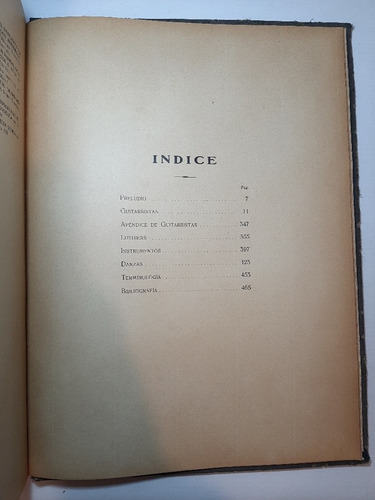 INDICE
Pág.
PRELUDIO 7
GUITARRISTAS 11
APÉNDICE DE GUITARRISTAS 347
LUTHIERS 355
INSTRUMENTOS 397
DANZAS 423
TERMINOLOGÍA 453
BIBLIOGRAFÍA 465